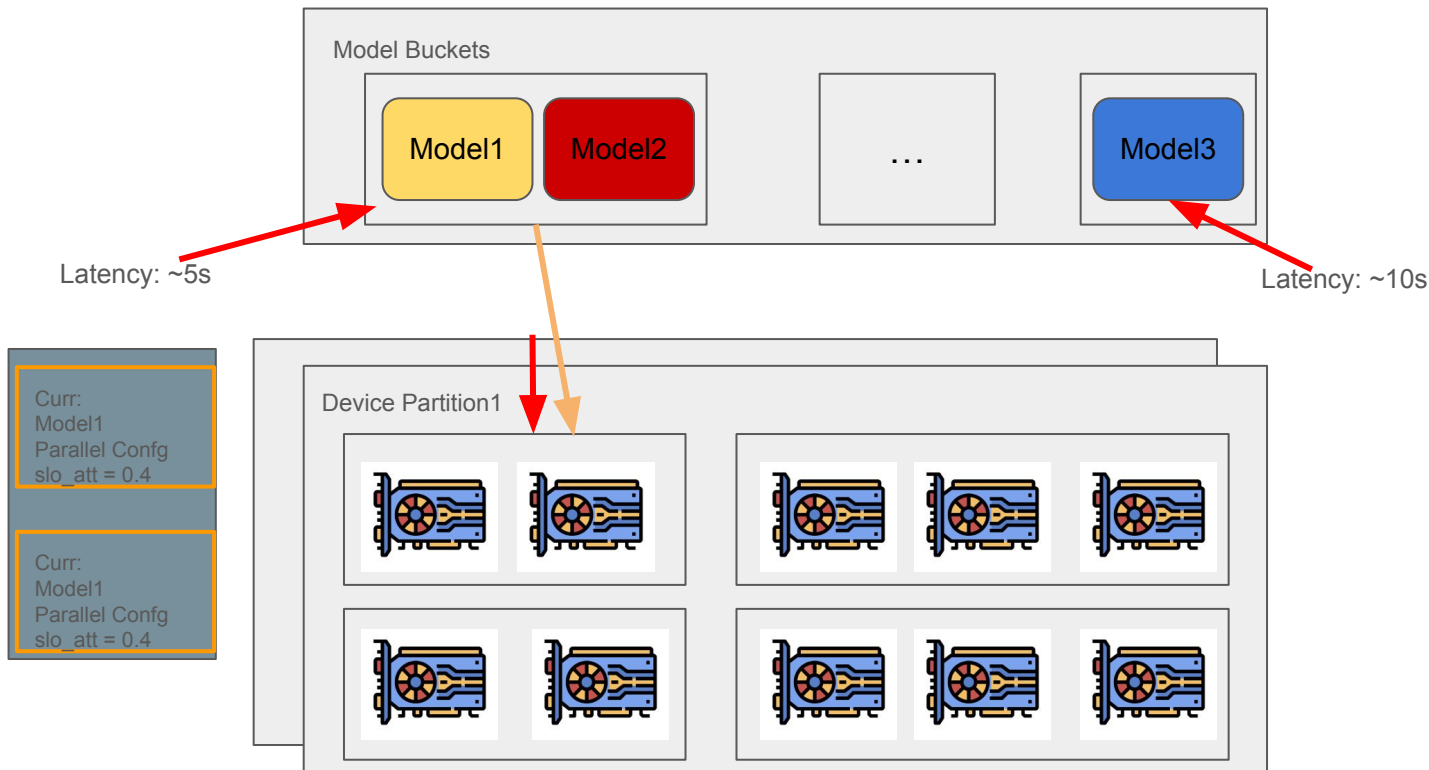 Model Buckets
Model1
Model2
...
Model3
Latency: ~5s
Latency: ~10s
Curr:
Model1
Parallel Confg
slo_att = 0.4
Curr:
Model1
Parallel Confg
slo_att = 0.4
Device Partition1